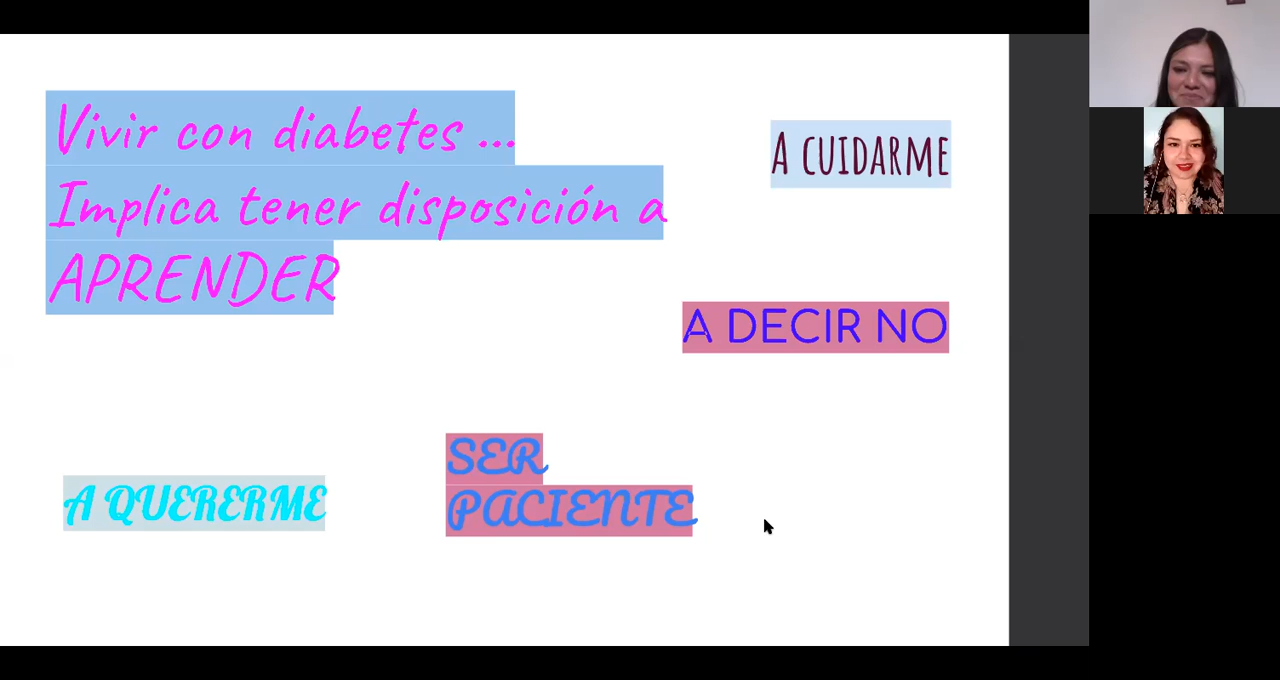 Vivir con diabetes ...
Implica tener disposición a
APRENDER
A CUIDARME
A DECIR NO
A QUERERME
SER
PACIENTE